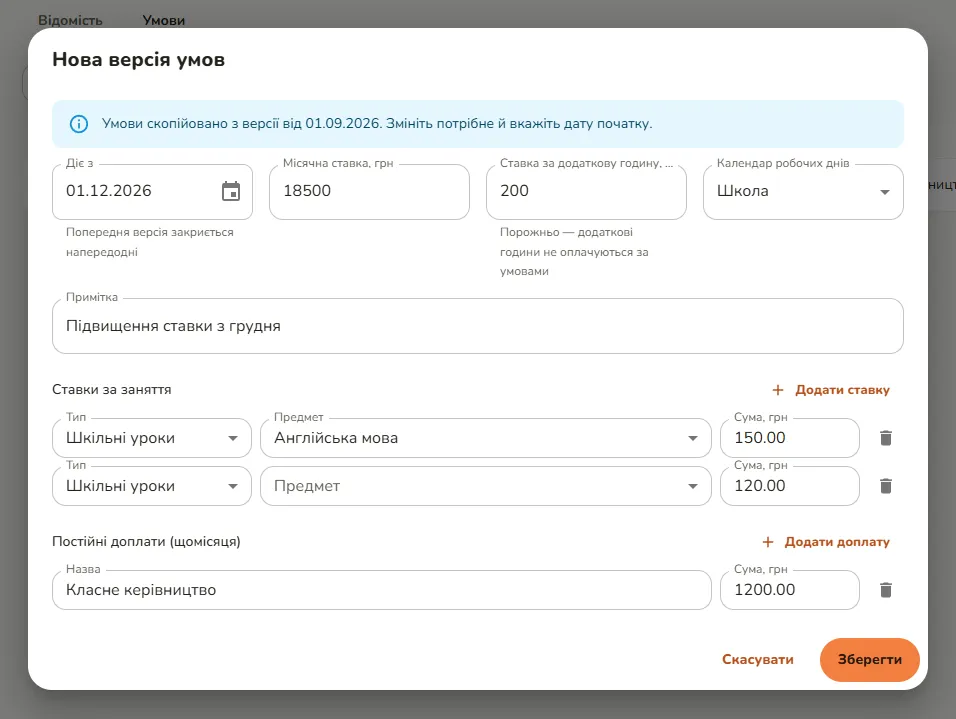 Відомість Умови
Нова версія умов
Умови скопійовано з версії від 01.09.2026. Змініть потрібне й вкажіть дату початку.
Діє з Місячна ставка, грн Ставка за додаткову годину, ... Календар робочих днів
01.12.2026 18500 200 Школа
Попередня версія закриється Порожньо — додаткові
напередодні години не оплачуються за
умовами
Примітка
Підвищення ставки з грудня
Ставки за заняття + Додати ставку
Тип Предмет Сума, грн
Шкільні уроки Англійська мова 150.00
Тип Сума, грн
Шкільні уроки Предмет 120.00
Постійні доплати (щомісяця) + Додати доплату
Назва Сума, грн
Класне керівництво 1200.00
Скасувати Зберегти